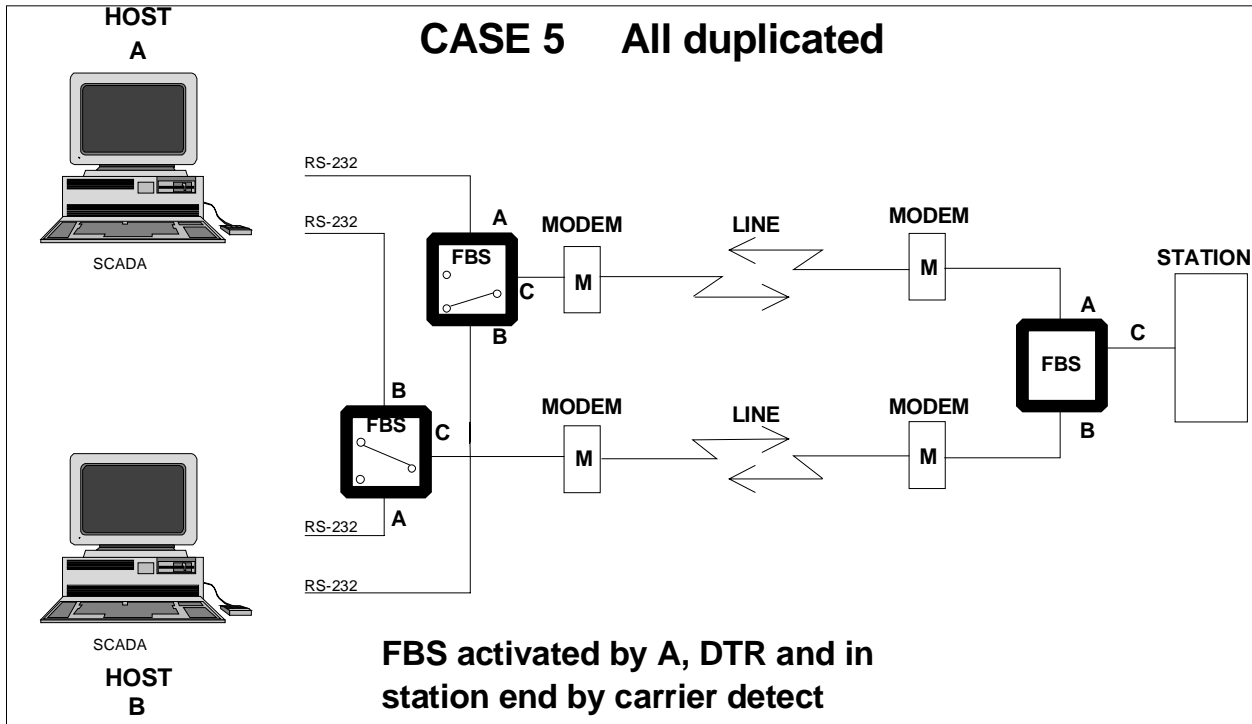 HOST
A
CASE 5 All duplicated
SCADA
RS-232
RS-232
A
FBS
C
B
MODEM
M
LINE
MODEM
M
STATION
A
C
FBS
B
B
FBS
C
A
MODEM
M
LINE
MODEM
M
RS-232
RS-232
SCADA
HOST
B
FBS activated by A, DTR and in
station end by carrier detect